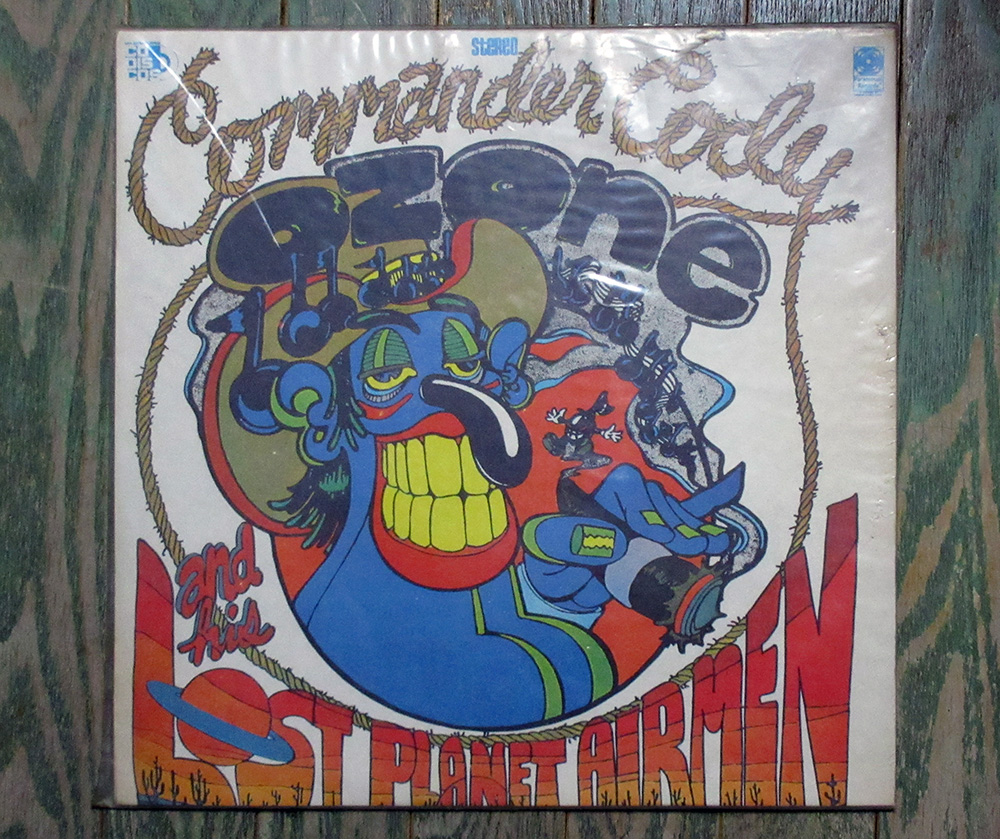 STEREO
Commander Cody
ozone
and
his
LOST PLANET AIRMEN